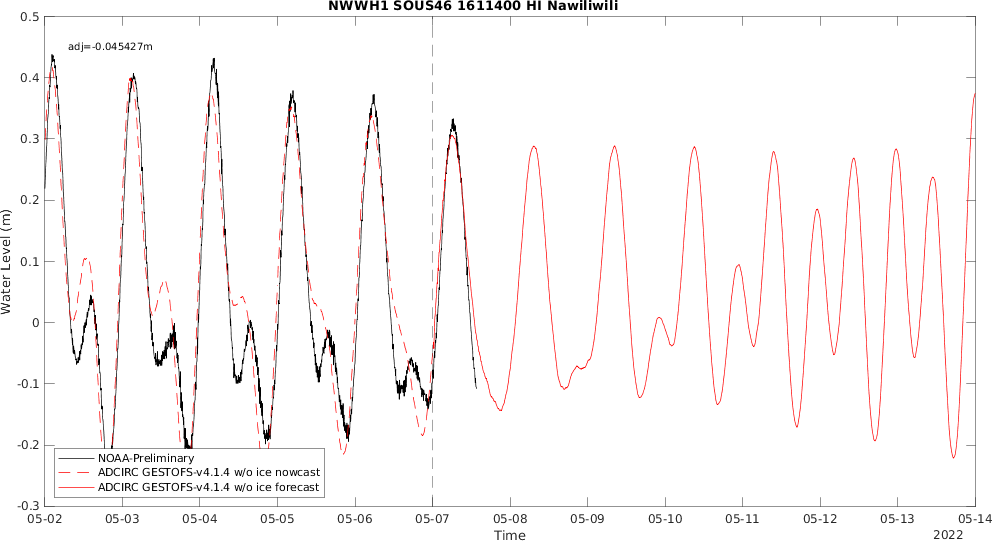 NWWH1 SOUS46 1611400 HI Nawiliwili
adj=-0.045427m
Water Level (m)
0.5
0.4
0.3
0.2
0.1
0
-0.1
-0.2
-0.3
NOAA-Preliminary
ADCIRC GESTOFS-v4.1.4 w/o ice nowcast
ADCIRC GESTOFS-v4.1.4 w/o ice forecast
05-02 05-03 05-04 05-05 05-06 05-07 05-08 05-09 05-10 05-11 05-12 05-13 05-14
Time
2022